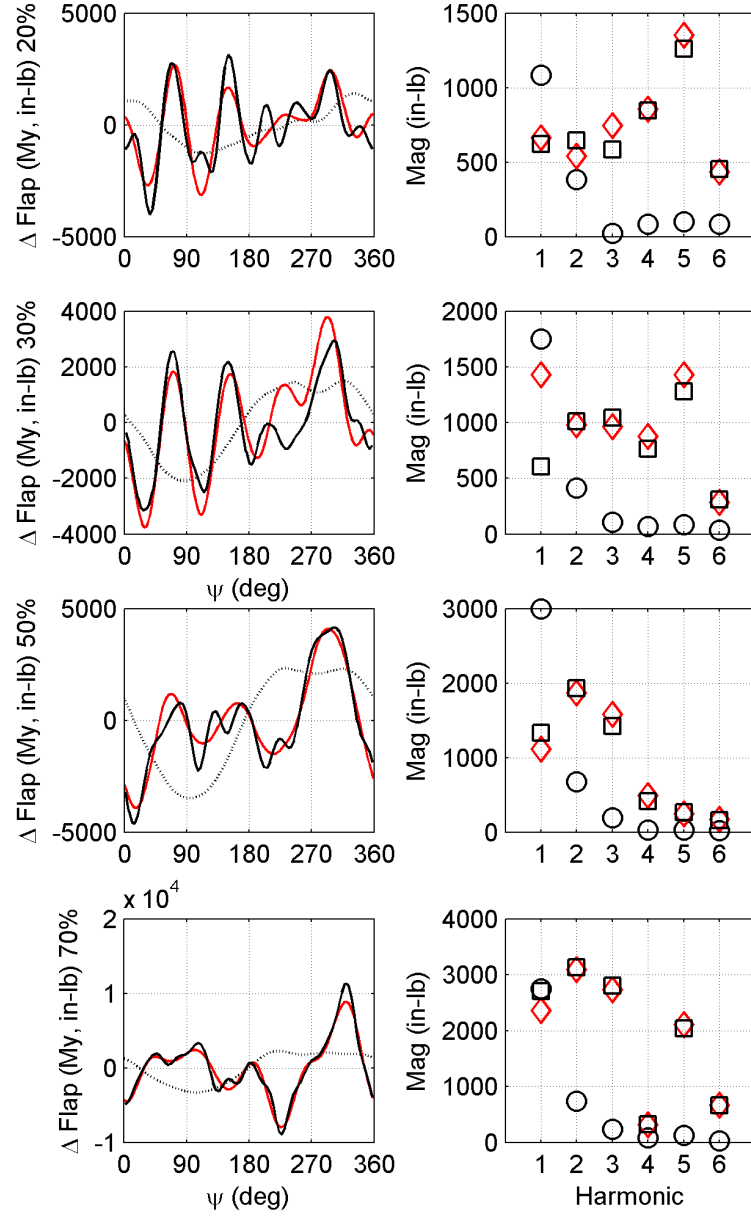 Δ Flap (My, in-lb) 20%
5000
0
-5000
0 90 180 270 360
Mag (in-lb)
1500
1000
500
0
1 2 3 4 5 6
Δ Flap (My, in-lb) 30%
4000
2000
0
-2000
-4000
0 90 180 270 360
ψ (deg)
Mag (in-lb)
2000
1500
1000
500
0
1 2 3 4 5 6
Δ Flap (My, in-lb) 50%
5000
0
-5000
0 90 180 270 360
Mag (in-lb)
3000
2000
1000
0
1 2 3 4 5 6
Δ Flap (My, in-lb) 70%
x 10^4
2
1
0
-1
0 90 180 270 360
ψ (deg)
Mag (in-lb)
4000
3000
2000
1000
0
1 2 3 4 5 6
Harmonic